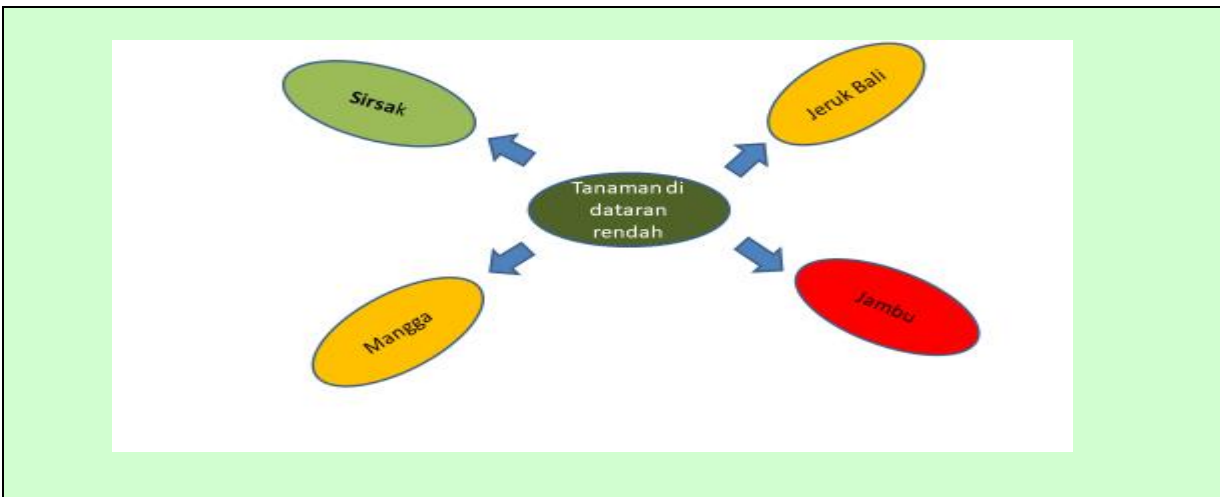 Sirsak
Jeruk Bali
Tanaman di
dataran
rendah
Mangga
Jambu